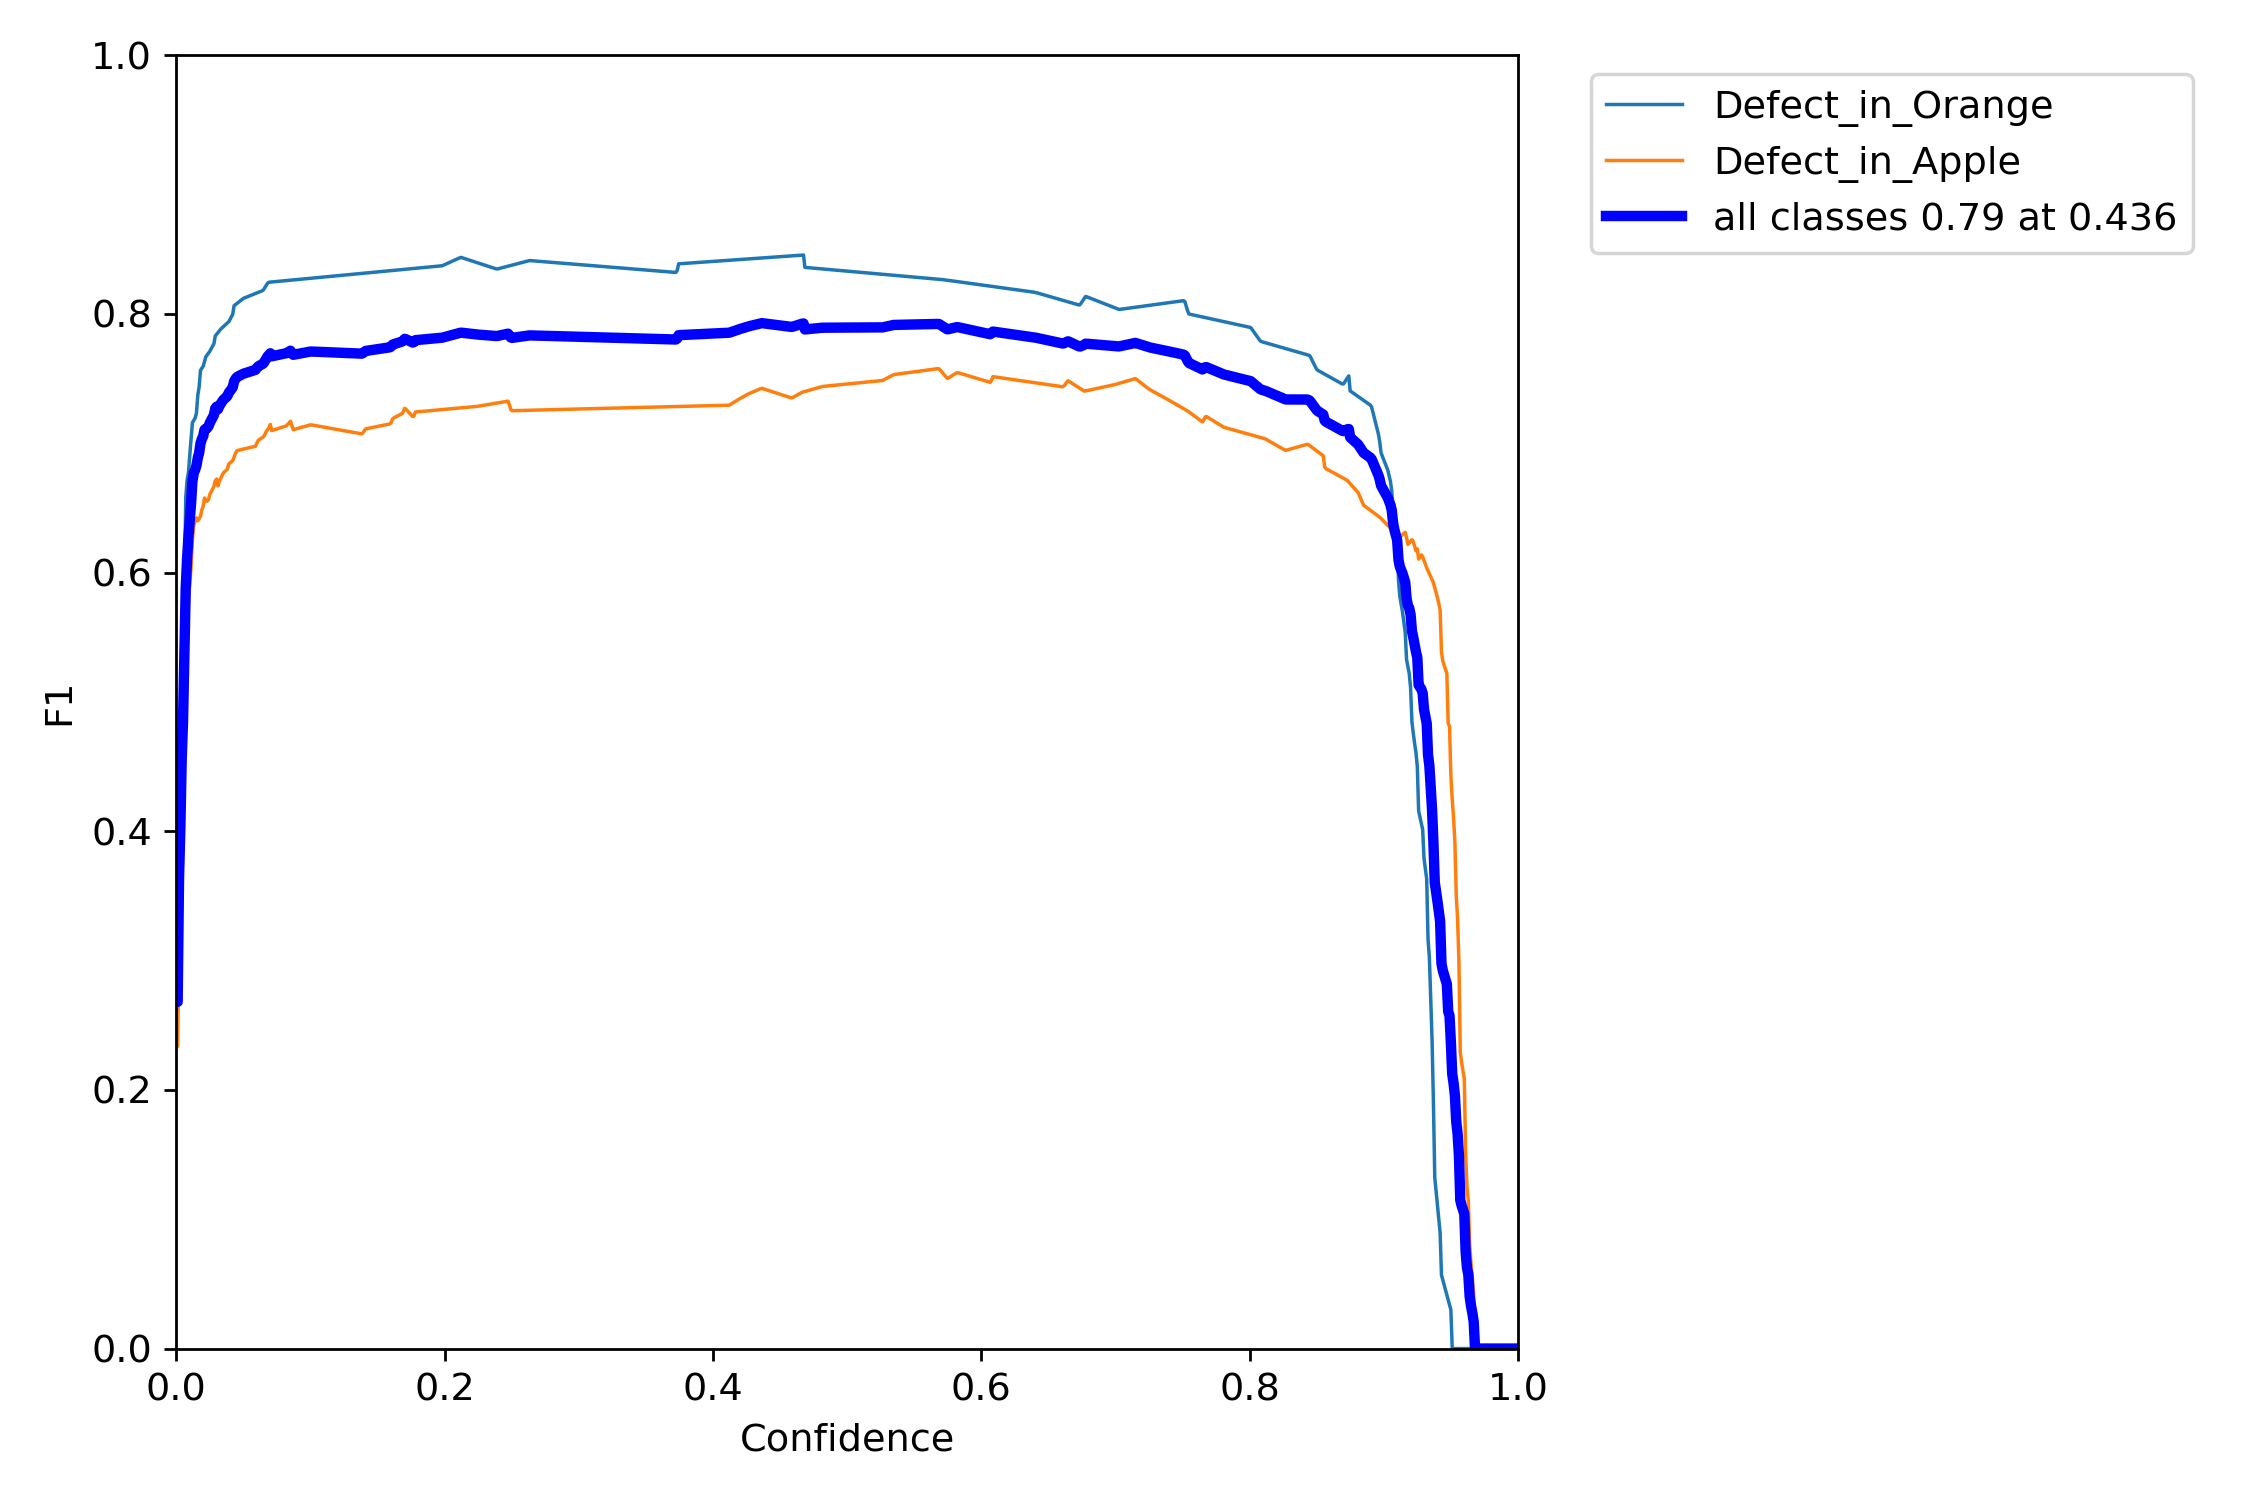 1.0
0.8
0.6
0.4
0.2
0.0
F1
0.0 0.2 0.4 0.6 0.8 1.0
Confidence
Defect_in_Orange
Defect_in_Apple
all classes 0.79 at 0.436